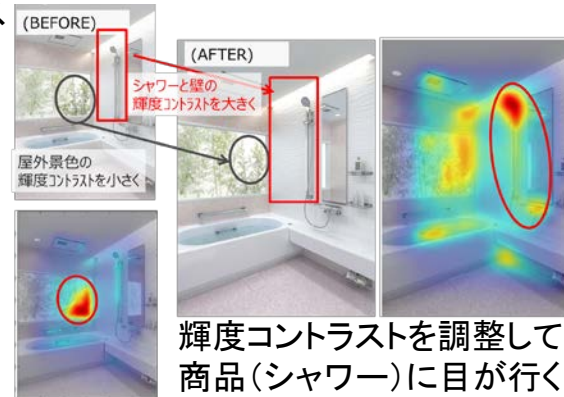 、
(BEFORE)
(AFTER)
シャワーと壁の
輝度コントラストを大きく
屋外景色の
輝度コントラストを小さく
輝度コントラストを調整して
商品(シャワー)に目が行く